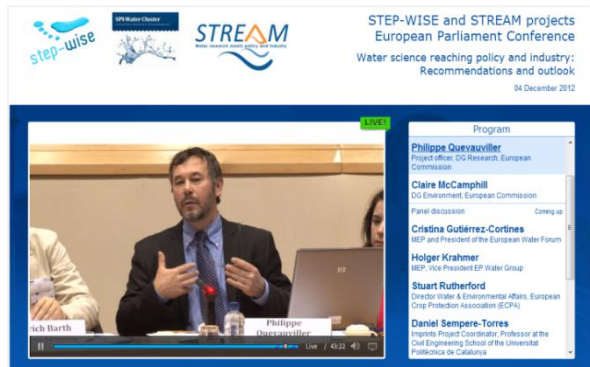 step-wise
SPI-Water Cluster
STREAM
Water research meets policy and industry
STEP-WISE and STREAM projects
European Parliament Conference
Water science reaching policy and industry:
Recommendations and outlook
04 December 2012
LIVE!
rich Barth
Philippe
Quevauviller
hp
Live / 43:22
Program
Philippe Quevauviller
Project officer, DG Research, European
Commission
Claire McCamphill
DG Environment, European Commission
Panel discussion Coming up
Cristina Gutiérrez-Cortines
MEP and President of the European Water Forum
Holger Krahmer
MEP, Vice President EP Water Group
Stuart Rutherford
Director Water & Environmental Affairs, European
Crop Protection Association (ECPA)
Daniel Sempere-Torres
Imprints Project Coordinator, Professor at the
Civil Engineering School of the Universitat
Politècnica de Catalunya